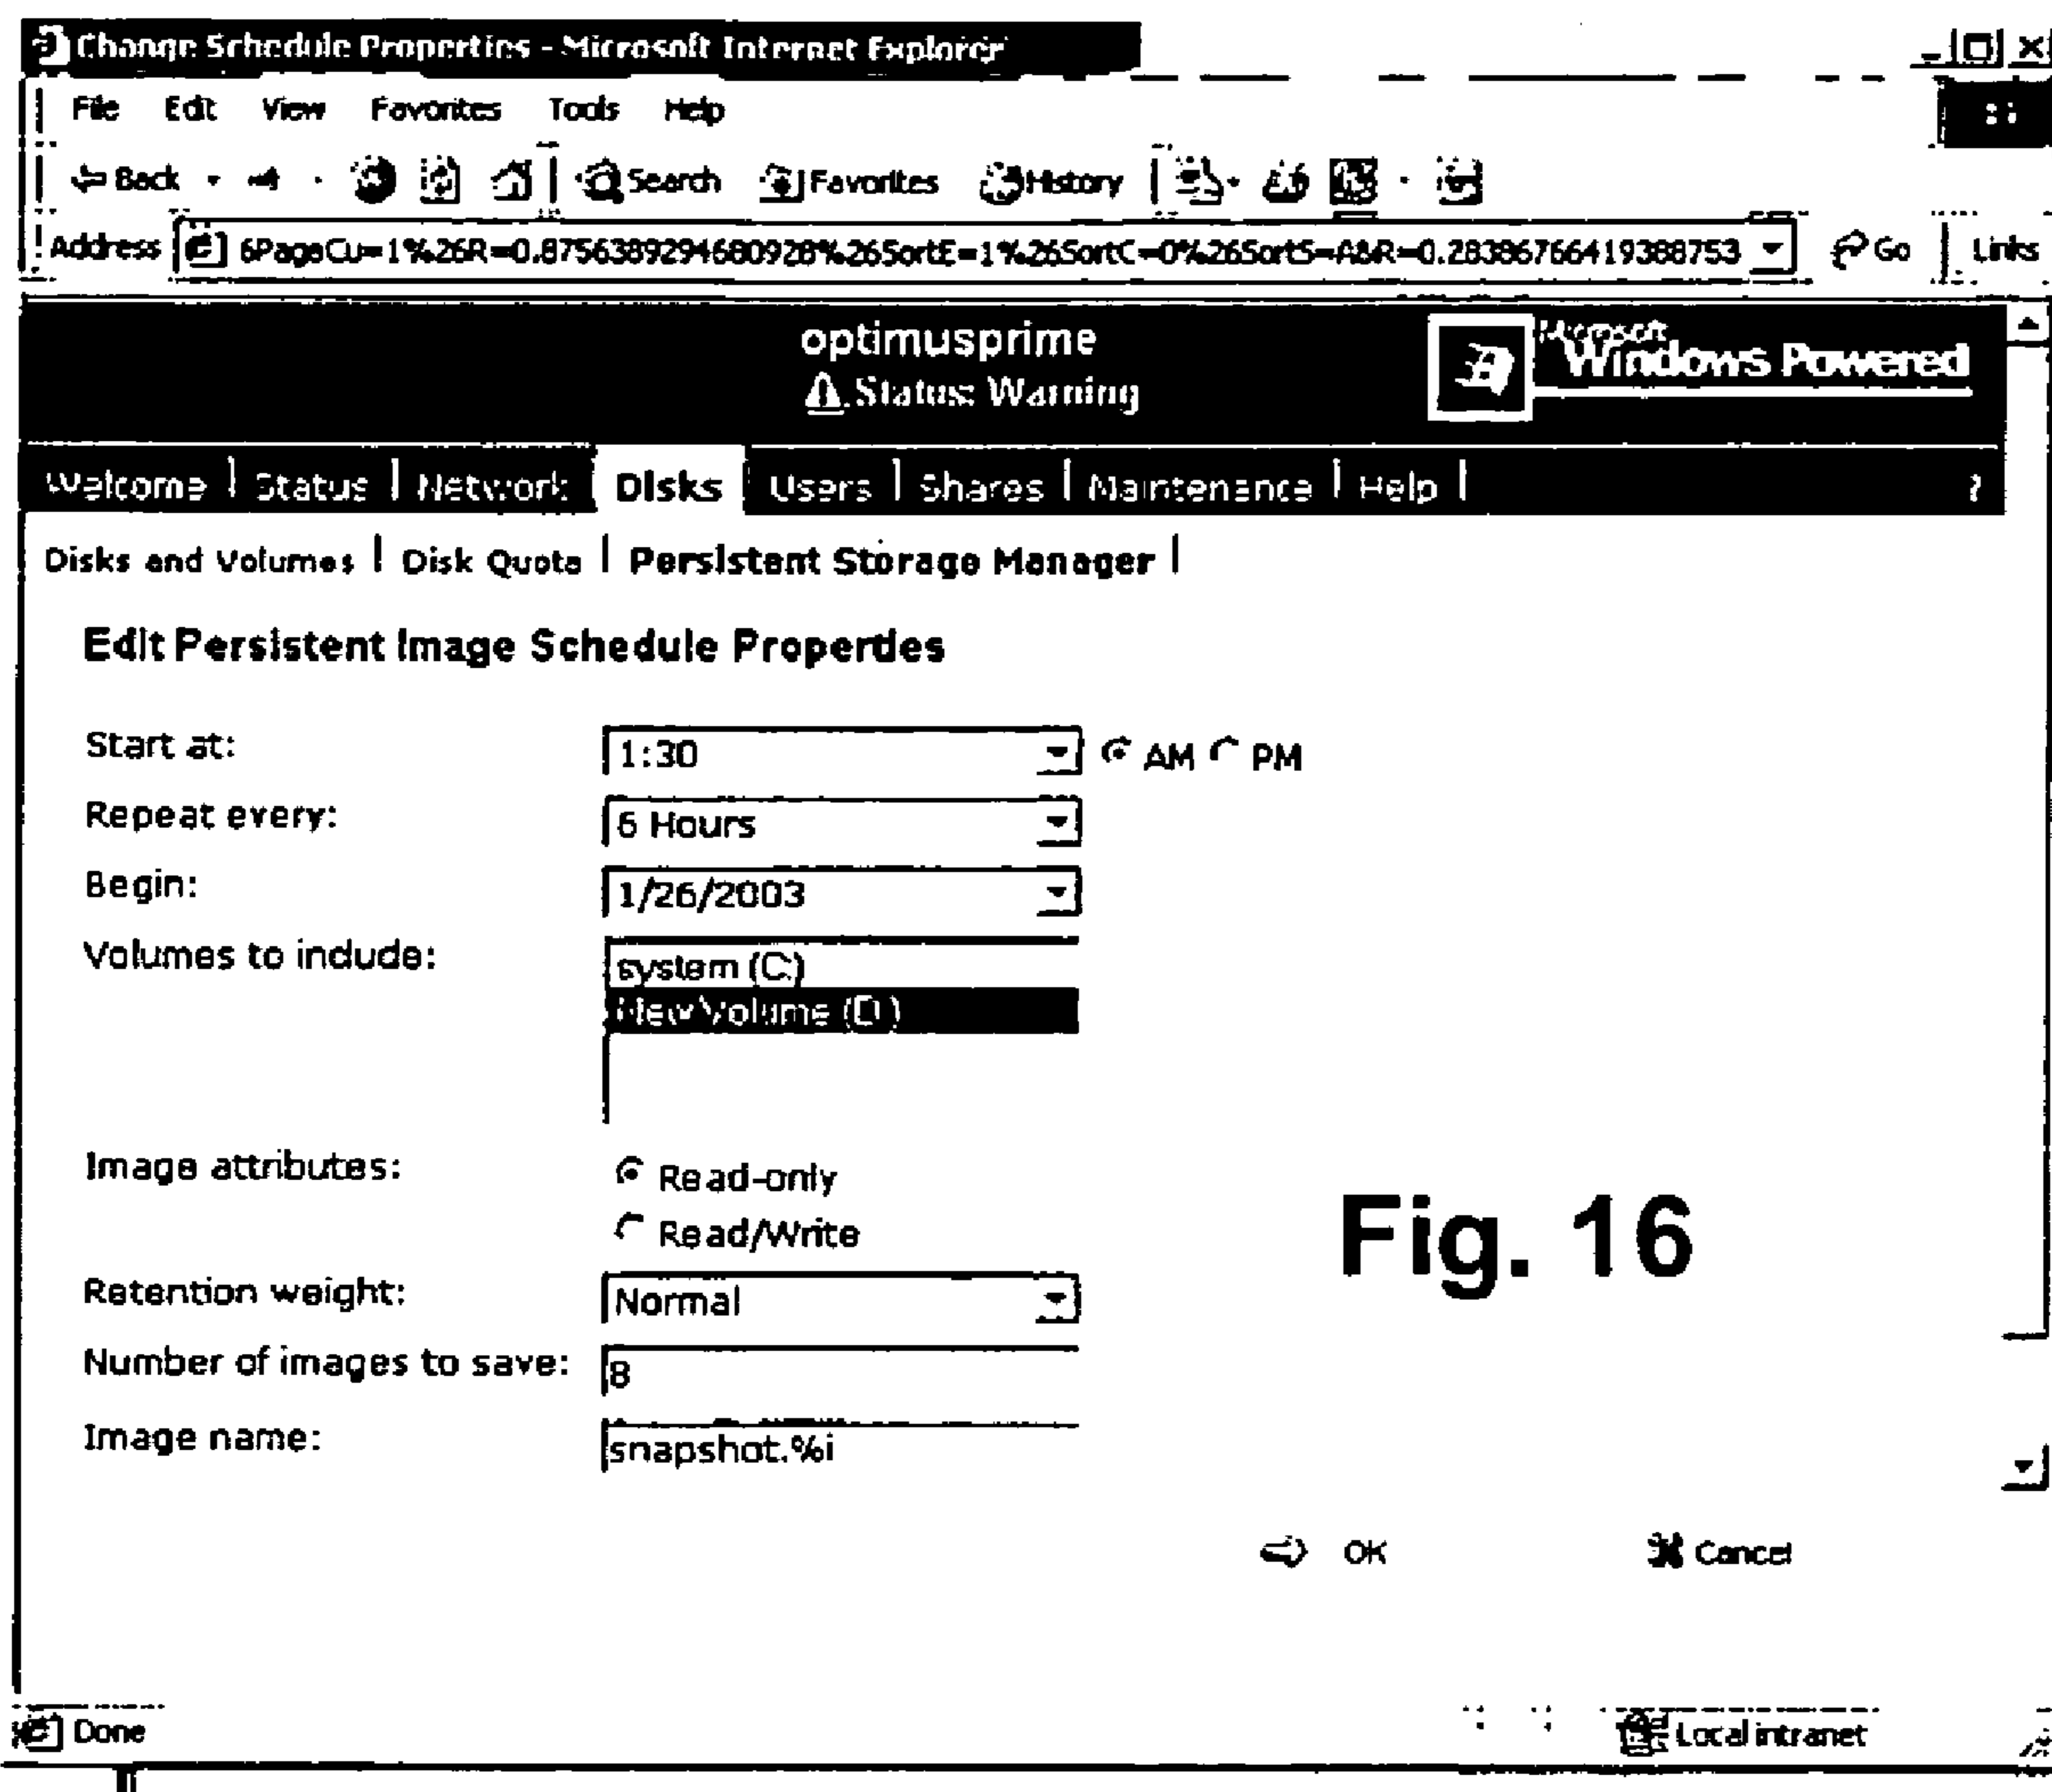 Change Schedule Properties - Microsoft Internet Explorer
File Edit View Favorites Tools Help
Back Search Favorites History
Address 6PageCu=1%26R=0.8756389294680928%26SortE=1%26SortC=0%26SortS=A&R=0.28386766419388753 Go Links
optimusprime
Microsoft
Windows Powered
Status: Warning
Welcome | Status | Network | Disks | Users | Shares | Maintenance | Help | ?
Disks and Volumes | Disk Quota | Persistent Storage Manager |
Edit Persistent Image Schedule Properties
Start at: 1:30 AM PM
Repeat every: 6 Hours
Begin: 1/26/2003
Volumes to include: system (C:)
New Volume (D:)
Image attributes: Read-only
Read/Write
Fig. 16
Retention weight: Normal
Number of images to save: 8
Image name: snapshot.%i
OK Cancel
Done Local intranet